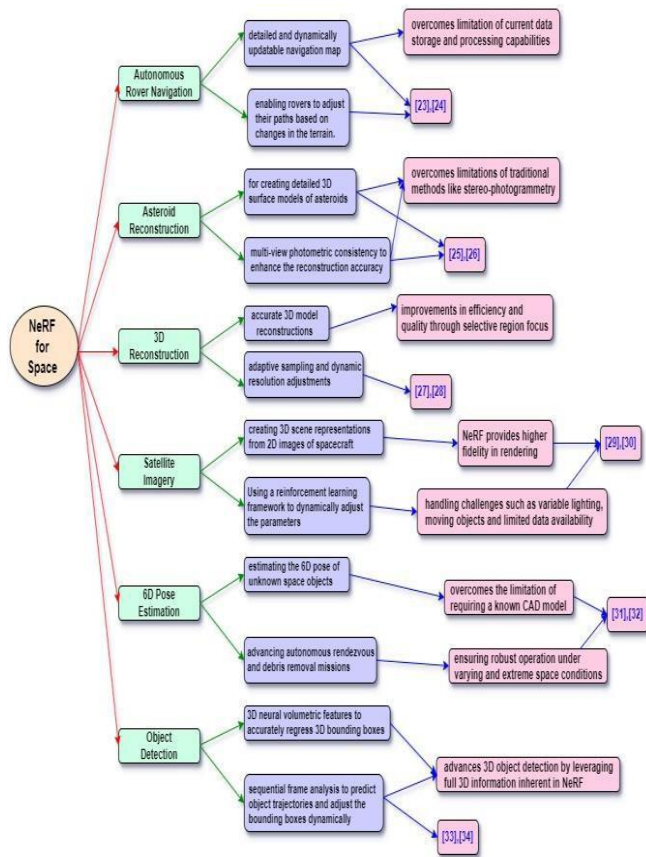 detailed and dynamically
updatable navigation map
overcomes limitation of current data
storage and processing capabilities
Autonomous
Rover Navigation
enabling rovers to adjust
their paths based on
changes in the terrain.
[23],[24]
for creating detailed 3D
surface models of asteroids
overcomes limitations of traditional
methods like stereo-photogrammetry
Asteroid
Reconstruction
multi-view photometric consistency to
enhance the reconstruction accuracy
[25],[26]
NeRF
for
Space
3D
Reconstruction
accurate 3D model
reconstructions
improvements in efficiency and
quality through selective region focus
adaptive sampling and dynamic
resolution adjustments
[27],[28]
Satellite
Imagery
creating 3D scene representations
from 2D images of spacecraft
NeRF provides higher
fidelity in rendering
[29],[30]
Using a reinforcement learning
framework to dynamically adjust
the parameters
handling challenges such as variable lighting,
moving objects and limited data availability
6D Pose
Estimation
estimating the 6D pose of
unknown space objects
overcomes the limitation of
requiring a known CAD model
[31],[32]
advancing autonomous rendezvous
and debris removal missions
ensuring robust operation under
varying and extreme space conditions
Object
Detection
3D neural volumetric features to
accurately regress 3D bounding boxes
advances 3D object detection by leveraging
full 3D information inherent in NeRF
sequential frame analysis to predict
object trajectories and adjust the
bounding boxes dynamically
[33],[34]